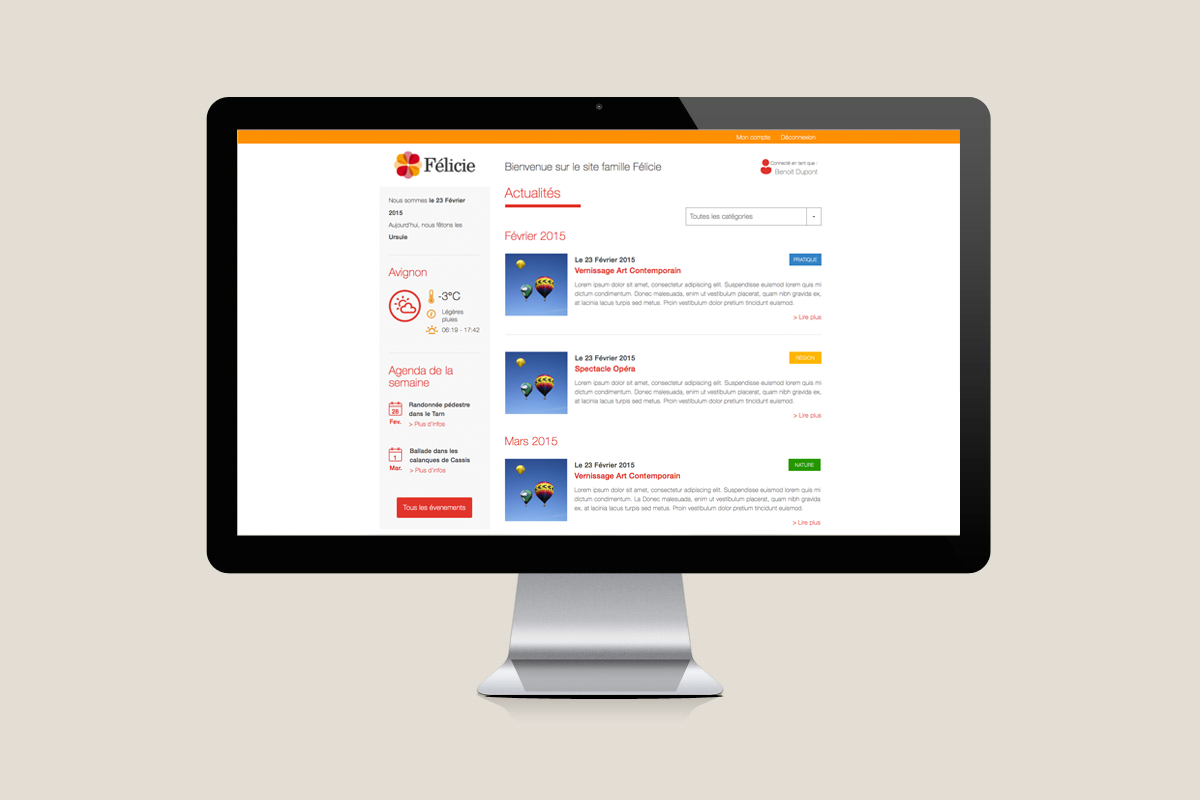 Mon compte Déconnexion
Félicie
Bienvenue sur le site famille Félicie
Connecté en tant que :
Benoit Dupont
Nous sommes le 23 Février
2015
Aujourd'hui, nous fêtons les
Ursule
Avignon
-3°C
Légères
pluies
06:19 - 17:42
Agenda de la
semaine
28
Fev.
Randonnée pédestre
dans le Tarn
> Plus d'infos
1
Mar.
Ballade dans les
calanques de Cassis
> Plus d'infos
Tous les évenements
Actualités
Toutes les catégories
Février 2015
Le 23 Février 2015
PRATIQUE
Vernissage Art Contemporain
Lorem ipsum dolor sit amet, consectetur adipiscing elit. Suspendisse euismod lorem quis mi
dictum condimentum. Donec malesuada, enim ut vestibulum placerat, quam nibh gravida ex,
at lacinia lacus turpis sed metus. Proin vestibulum dolor pretium tincidunt euismod.
> Lire plus
Le 23 Février 2015
RÉGION
Spectacle Opéra
Lorem ipsum dolor sit amet, consectetur adipiscing elit. Suspendisse euismod lorem quis mi
dictum condimentum. Donec malesuada, enim ut vestibulum placerat, quam nibh gravida ex,
at lacinia lacus turpis sed metus. Proin vestibulum dolor pretium tincidunt euismod.
> Lire plus
Mars 2015
Le 23 Février 2015
NATURE
Vernissage Art Contemporain
Lorem ipsum dolor sit amet, consectetur adipiscing elit. Suspendisse euismod lorem quis mi
dictum condimentum. La Donec malesuada, enim ut vestibulum placerat, quam nibh gravida
ex, at lacinia lacus turpis sed metus. Proin vestibulum dolor pretium tincidunt euismod.
> Lire plus